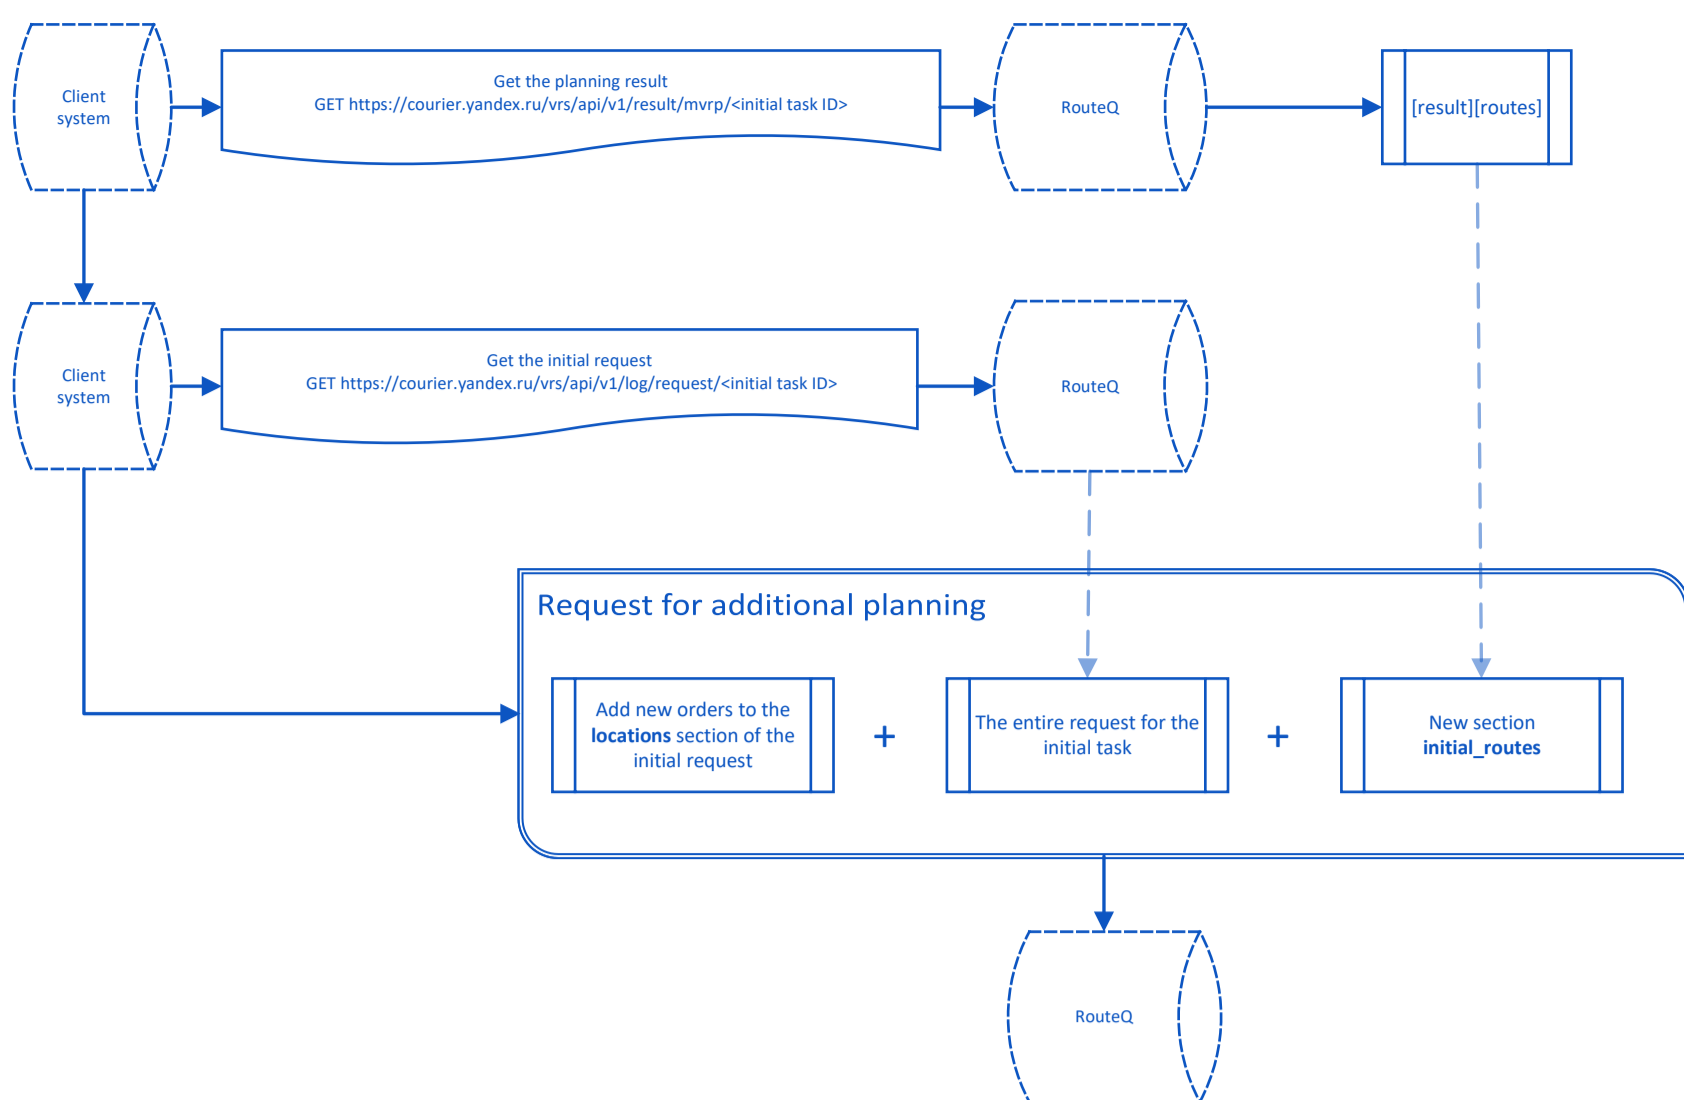 Client
system
Get the planning result
GET https://courier.yandex.ru/vrs/api/v1/result/mvrp/<initial task ID>
RouteQ
[result][routes]
Client
system
Get the initial request
GET https://courier.yandex.ru/vrs/api/v1/log/request/<initial task ID>
RouteQ
Request for additional planning
Add new orders to the
locations section of the
initial request
+
The entire request for the
initial task
+
New section
initial_routes
RouteQ